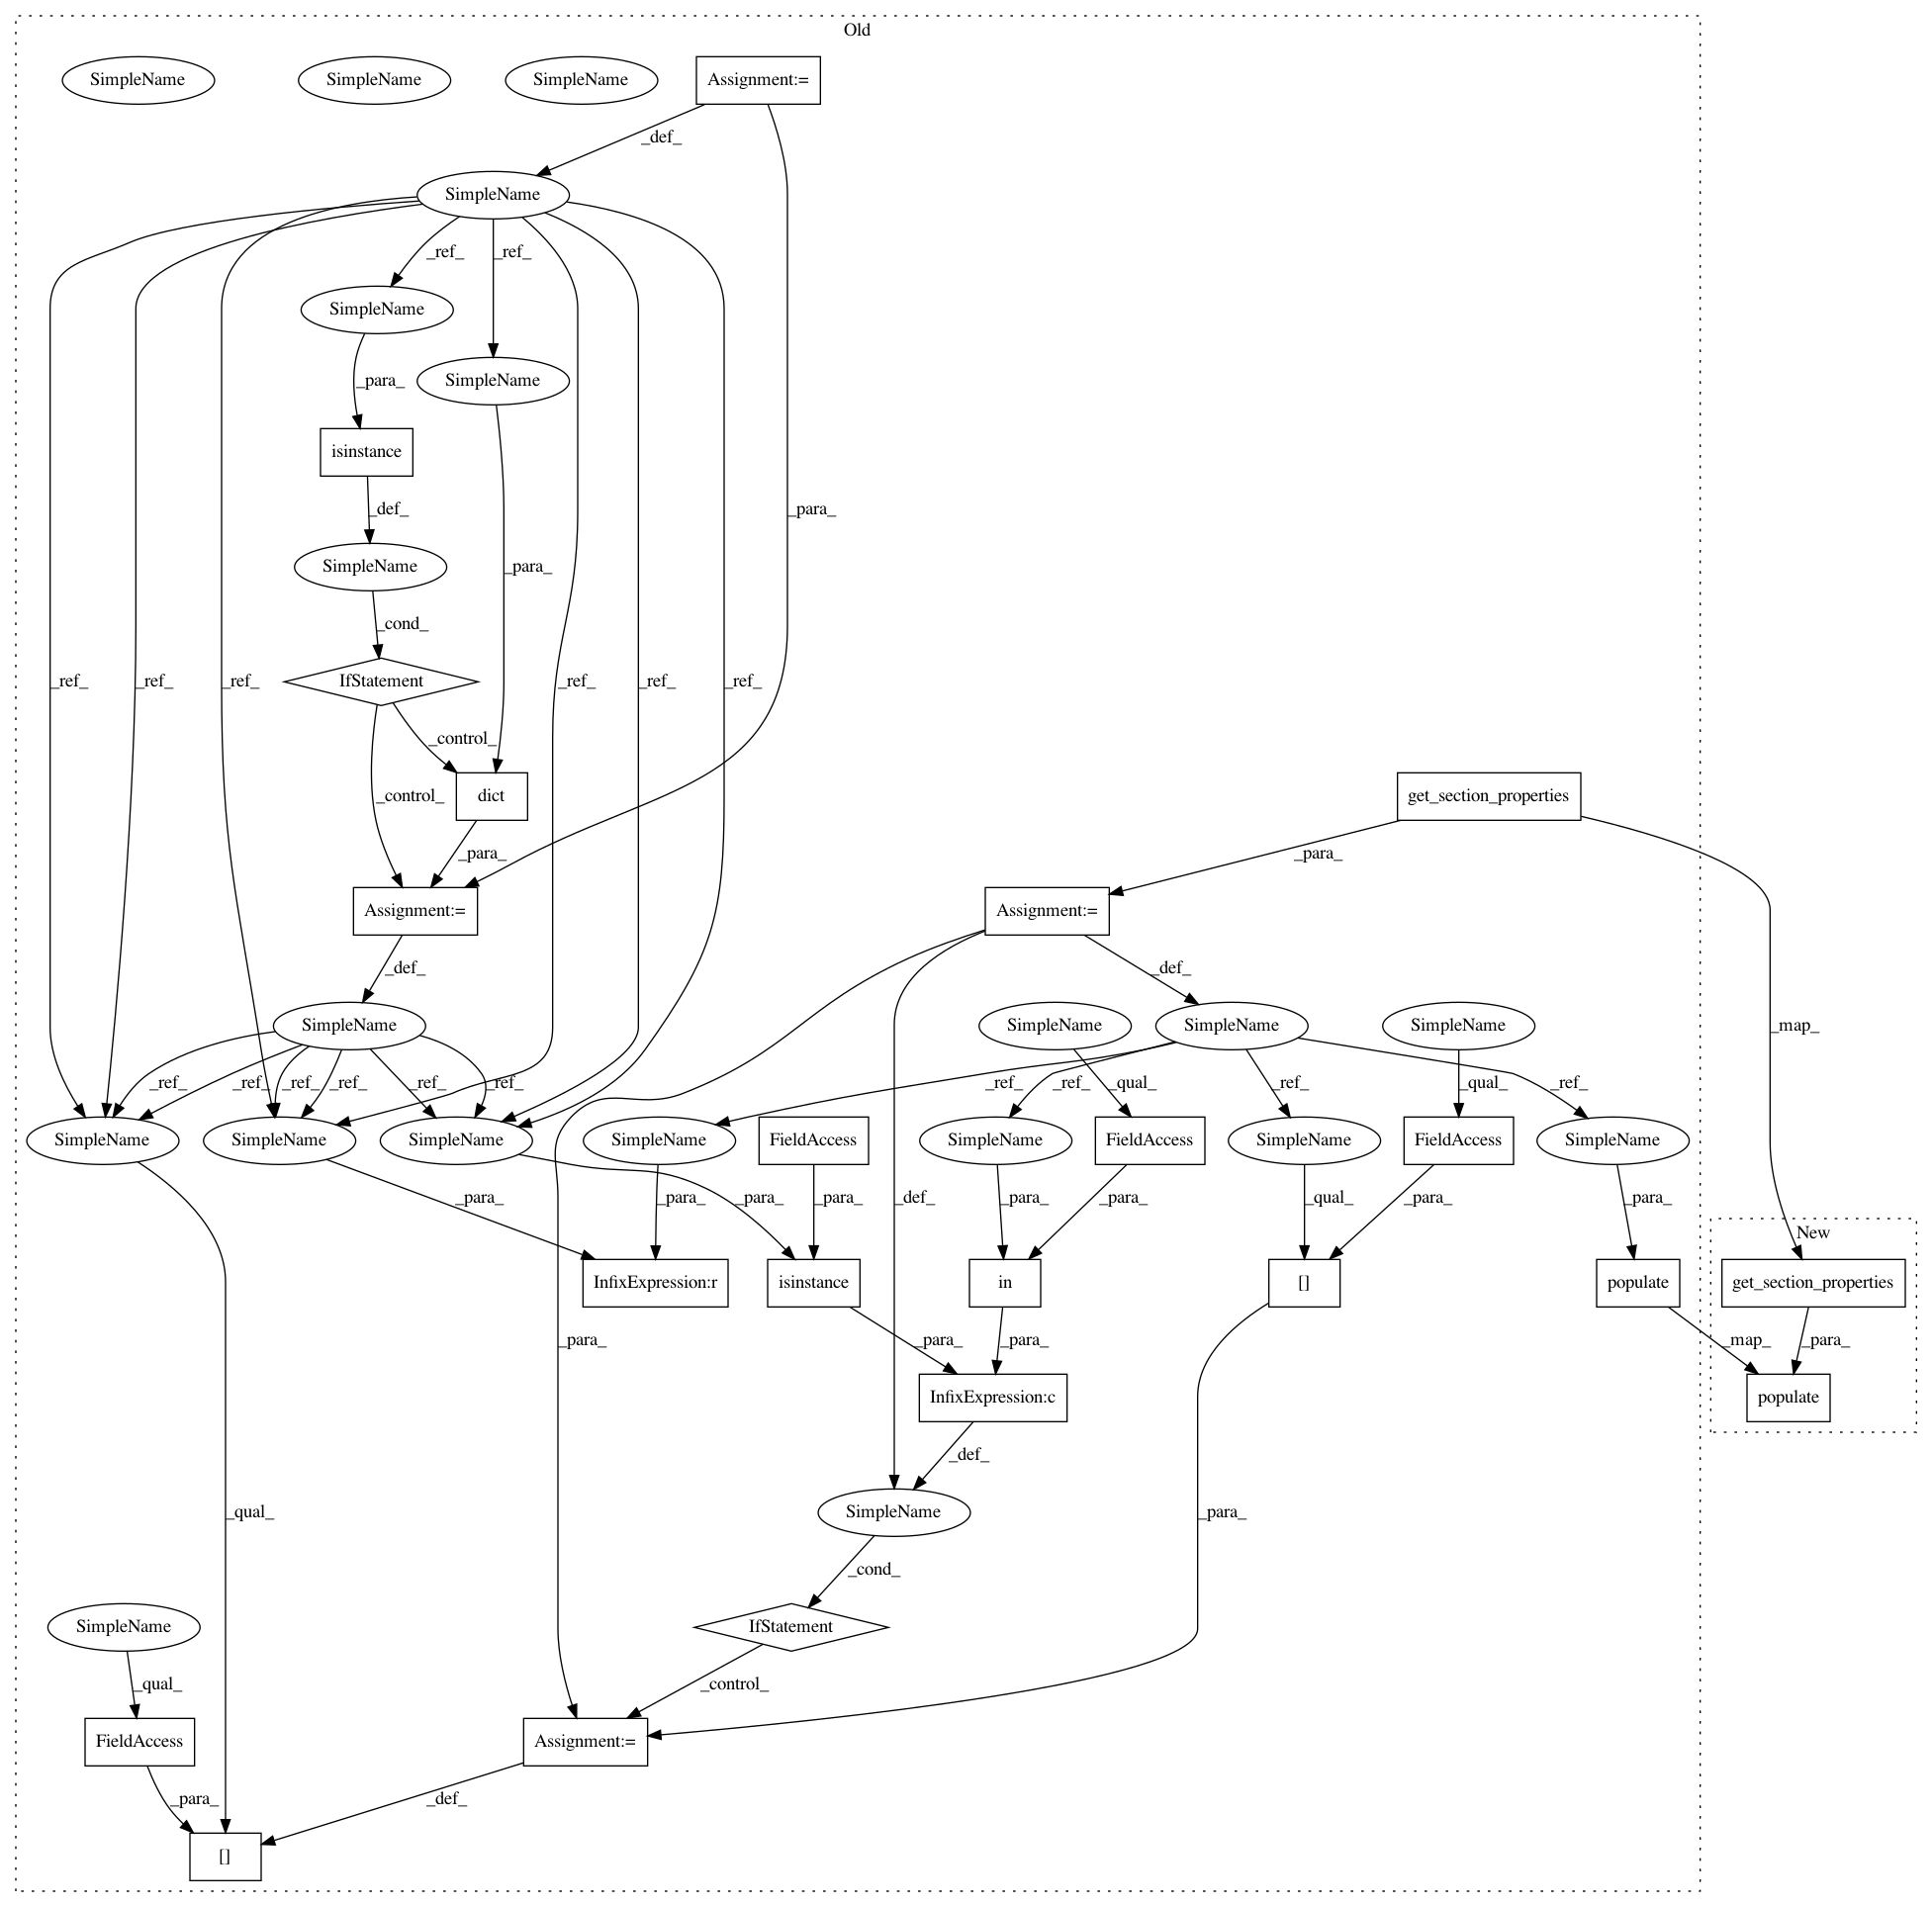 Old
SimpleName SimpleName SimpleName Assignment:=
_def_
SimpleName
_ref_ _ref_
SimpleName
SimpleName
_para_
isinstance
_def_ _para_
SimpleName _para_
_cond_
_ref_ _ref_ _ref_ IfStatement _ref_ _ref_ _ref_
_control_
_control_ dict get_section_properties
_para_ _para_
Assignment:= Assignment:=
_def_ _def_
SimpleName SimpleName SimpleName SimpleName _map_
_ref_ _ref_ _ref_ _ref_ _ref_ _ref_ _ref_ _ref_ _qual_ _ref_ _qual_ _ref_
SimpleName SimpleName SimpleName SimpleName FieldAccess SimpleName FieldAccess SimpleName FieldAccess SimpleName
_para_ _para_ _para_ _para_ _def_ _para_ _para_ _qual_ _para_ _para_
New
InfixExpression:r isinstance in [] populate get_section_properties
_para_ _para_ _para_ _map_ _para_
InfixExpression:c populate
_def_
_qual_ SimpleName _para_
_cond_
SimpleName IfStatement
_qual_ _control_
FieldAccess Assignment:=
_para_ _def_
[]